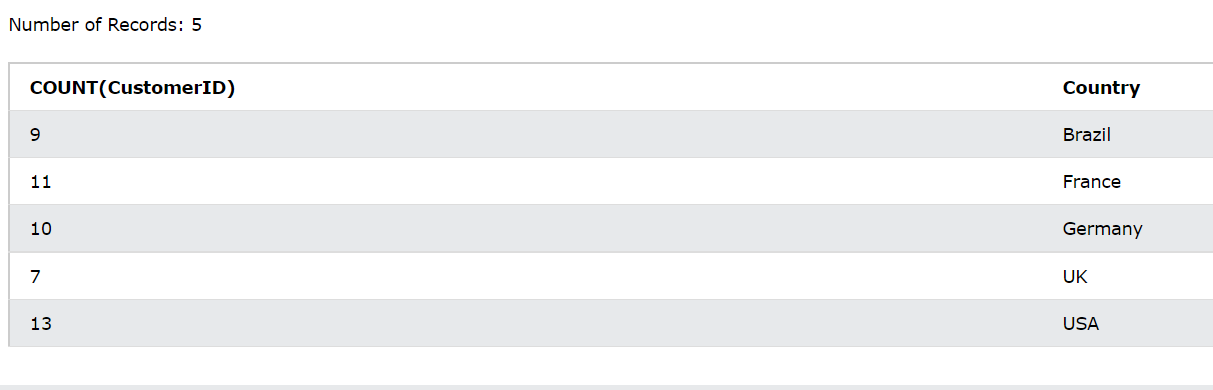 Number of Records: 5
COUNT(CustomerID) Country
9 Brazil
11 France
10 Germany
7 UK
13 USA